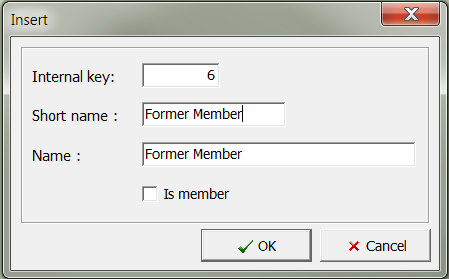 Insert
Internal key: 6
Short name : Former Member
Name : Former Member
Is member
OK Cancel